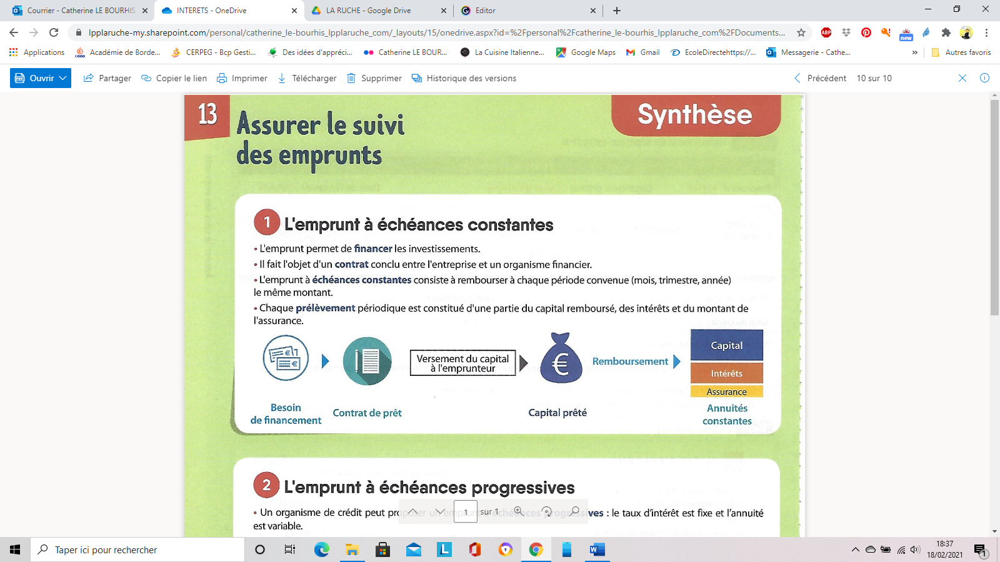 Courrier - Catherine LE BOURHIS
INTERETS - OneDrive
LA RUCHE - Google Drive
Editor
lpplaruche-my.sharepoint.com/personal/catherine_le-bourhis_lpplaruche_com/_layouts/15/onedrive.aspx?id=%2Fpersonal%2Fcatherine_le-bourhis_lpplaruche_com%2FDocuments...
ABP
new
Applications
Académie de Borde...
CERPEG - Bcp Gesti...
Des idées d'appréci...
Catherine LE BOUR...
La Cuisine Italienne...
Google Maps
Gmail
EcoleDirectehttps://...
Messagerie - Cathe...
»
Autres favoris
Ouvrir
Partager
Copier le lien
Imprimer
Télécharger
Supprimer
Historique des versions
Précédent
10 sur 10
13
Assurer le suivi
des emprunts
Synthèse
1 L'emprunt à échéances constantes
• L'emprunt permet de financer les investissements.
• Il fait l'objet d'un contrat conclu entre l'entreprise et un organisme financier.
• L'emprunt à échéances constantes consiste à rembourser à chaque période convenue (mois, trimestre, année)
le même montant.
• Chaque prélèvement périodique est constitué d'une partie du capital remboursé, des intérêts et du montant de
l'assurance.
Versement du capital
à l'emprunteur
€
Remboursement
Capital
Intérêts
Assurance
Besoin
de financement
Contrat de prêt
Capital prêté
Annuités
constantes
2 L'emprunt à échéances progressives
• Un organisme de crédit peut proposer un emprunt à échéances progressives : le taux d'intérêt est fixe et l'annuité
est variable.
1 sur 1
Taper ici pour rechercher
18:37
18/02/2021
1